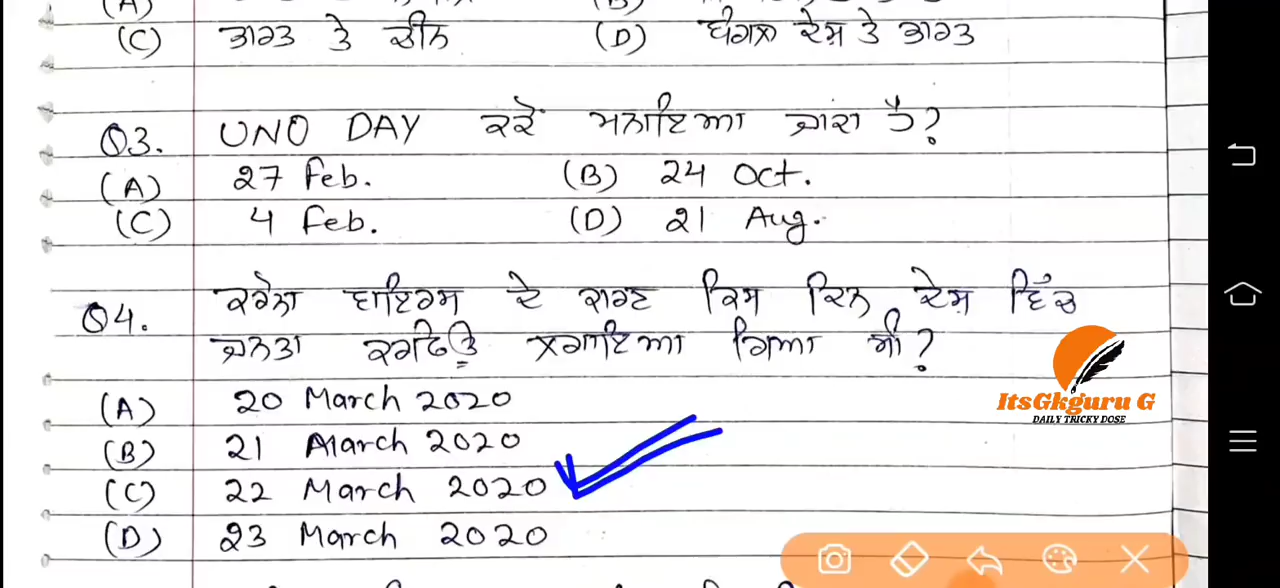 (C) ਭਾਰਤ ਤੇ ਚੀਨ (D) ਬੰਗਲਾ ਦੇਸ਼ ਤੇ ਭਾਰਤ
Q3. UNO DAY ਕਦੋਂ ਮਨਾਇਆ ਜਾਂਦਾ ਹੈ?
(A) 27 Feb. (B) 24 Oct.
(C) 4 Feb. (D) 21 Aug.
Q4. ਕਰੋਨਾ ਵਾਇਰਸ ਦੇ ਕਾਰਣ ਕਿਸ ਦਿਨ ਦੇਸ਼ ਵਿੱਚ
ਜਨਤਾ ਕਰਫਿਊ ਲਗਾਇਆ ਗਿਆ ਸੀ?
(A) 20 March 2020
(B) 21 March 2020
(C) 22 March 2020
(D) 23 March 2020
ItsGkguru G
DAILY TRICKY DOSE